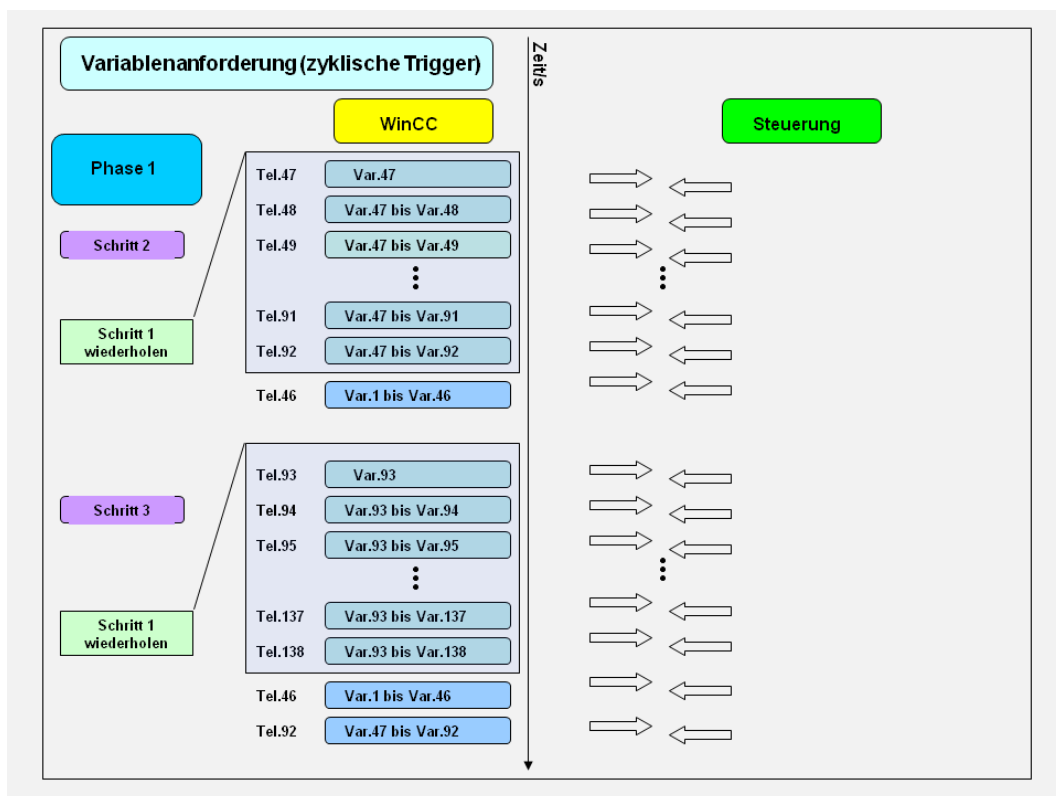 Variablenanforderung (zyklische Trigger)
Zeit/s
WinCC
Steuerung
Phase 1
Tel.47 Var.47
Tel.48 Var.47 bis Var.48
Schritt 2
Tel.49 Var.47 bis Var.49
Tel.91 Var.47 bis Var.91
Schritt 1
wiederholen
Tel.92 Var.47 bis Var.92
Tel.46 Var.1 bis Var.46
Tel.93 Var.93
Schritt 3
Tel.94 Var.93 bis Var.94
Tel.95 Var.93 bis Var.95
Tel.137 Var.93 bis Var.137
Schritt 1
wiederholen
Tel.138 Var.93 bis Var.138
Tel.46 Var.1 bis Var.46
Tel.92 Var.47 bis Var.92